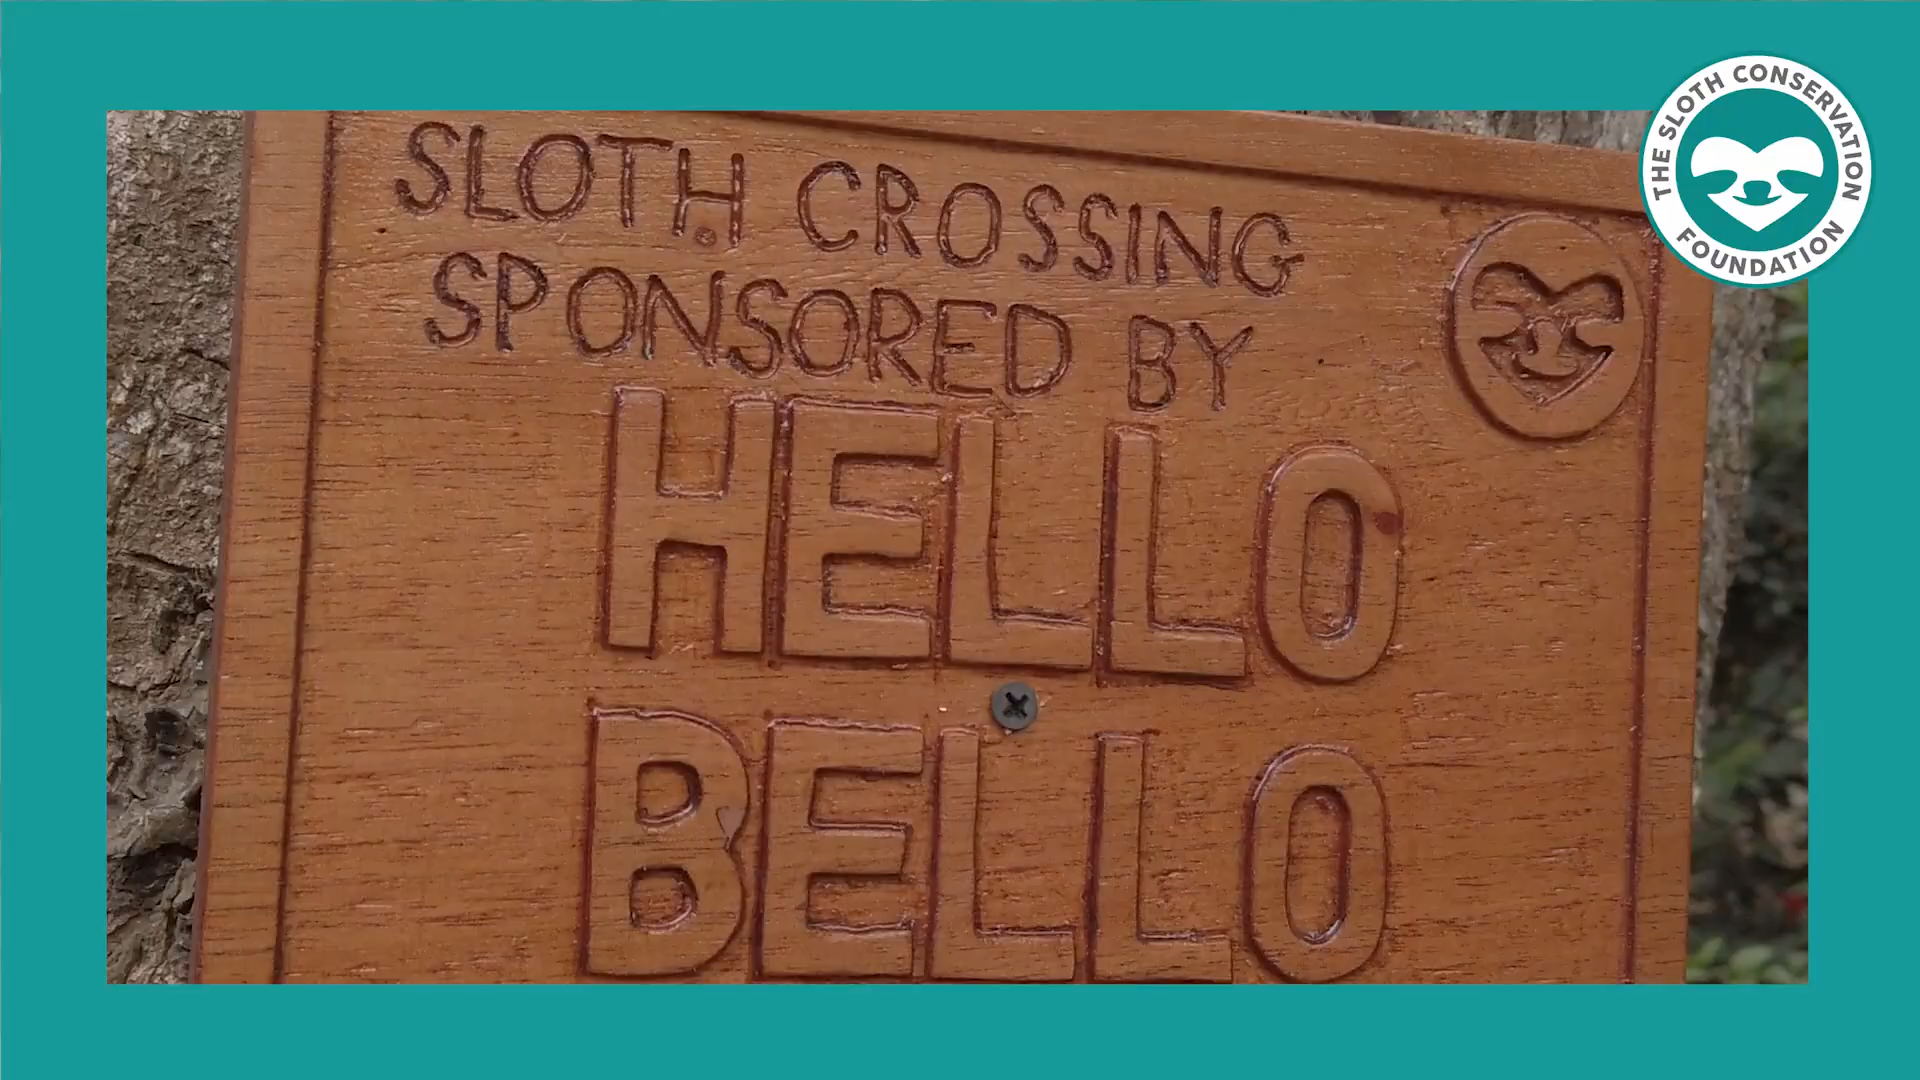 SLOTH CROSSING
SPONSORED BY
HELLO
BELLO
THE SLOTH CONSERVATION
FOUNDATION